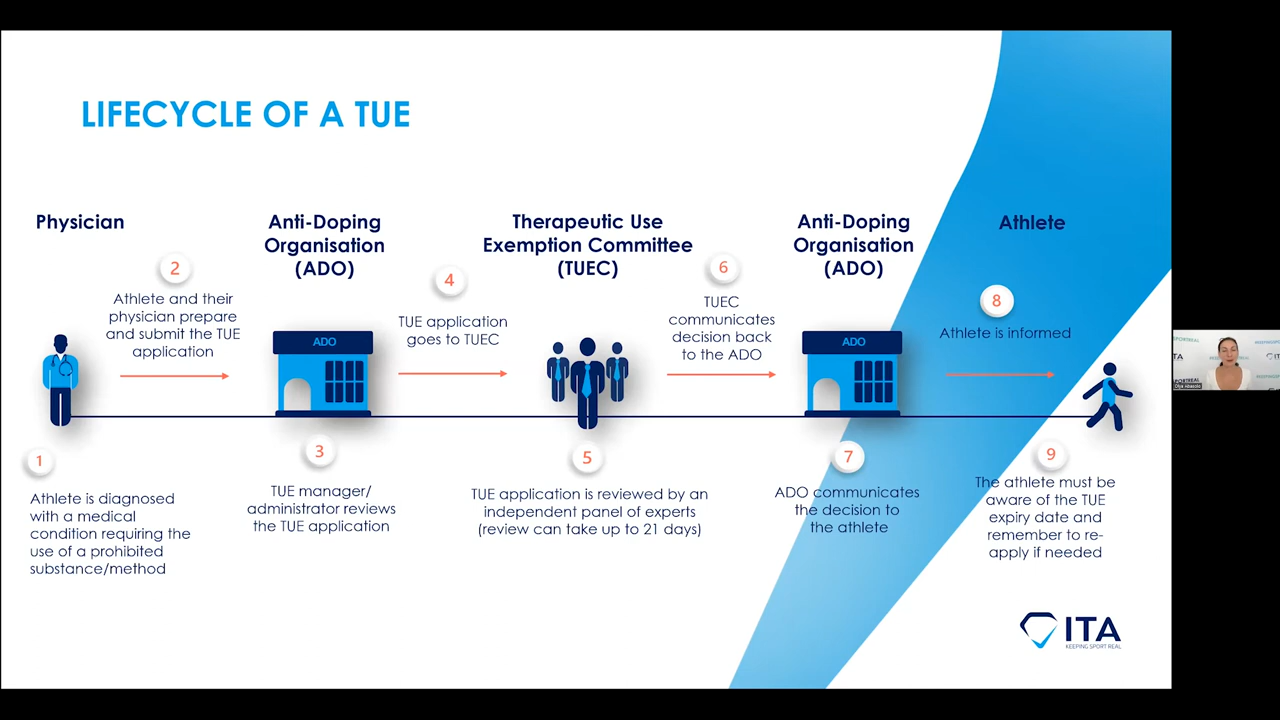 LIFECYCLE OF A TUE
Physician
Anti-Doping
Organisation
(ADO)
Therapeutic Use
Exemption Committee
(TUEC)
Anti-Doping
Organisation
(ADO)
Athlete
2
Athlete and their
physician prepare
and submit the TUE
application
4
TUE application
goes to TUEC
6
TUEC
communicates
decision back
to the ADO
8
Athlete is informed
ADO
ADO
1
Athlete is diagnosed
with a medical
condition requiring the
use of a prohibited
substance/method
3
TUE manager/
administrator reviews
the TUE application
5
TUE application is reviewed by an
independent panel of experts
(review can take up to 21 days)
7
ADO communicates
the decision to
the athlete
9
The athlete must be
aware of the TUE
expiry date and
remember to re-
apply if needed
ITA
KEEPING SPORT REAL